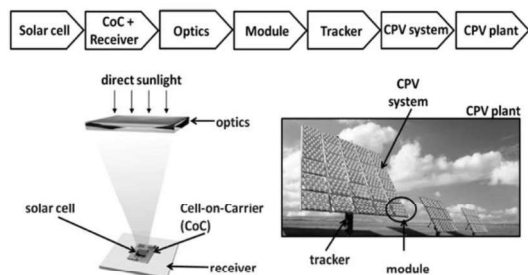 Solar cell
CoC +
Receiver
Optics
Module
Tracker
CPV system
CPV plant
direct sunlight
optics
solar cell
Cell-on-Carrier
(CoC)
receiver
CPV
system
CPV plant
tracker
module